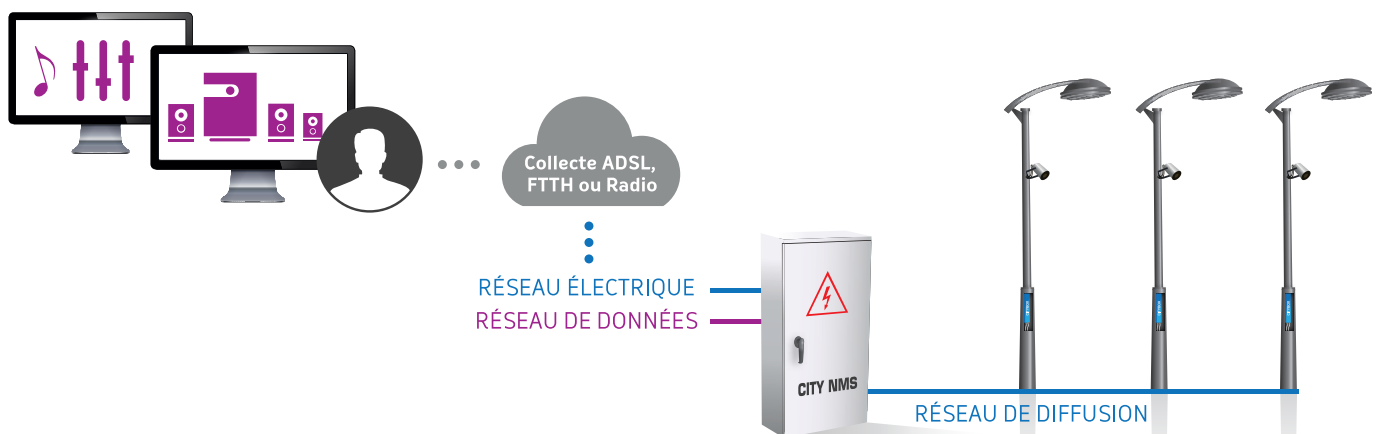 Collecte ADSL,
FTTH ou Radio
RÉSEAU ÉLECTRIQUE
RÉSEAU DE DONNÉES
CITY NMS
RÉSEAU DE DIFFUSION